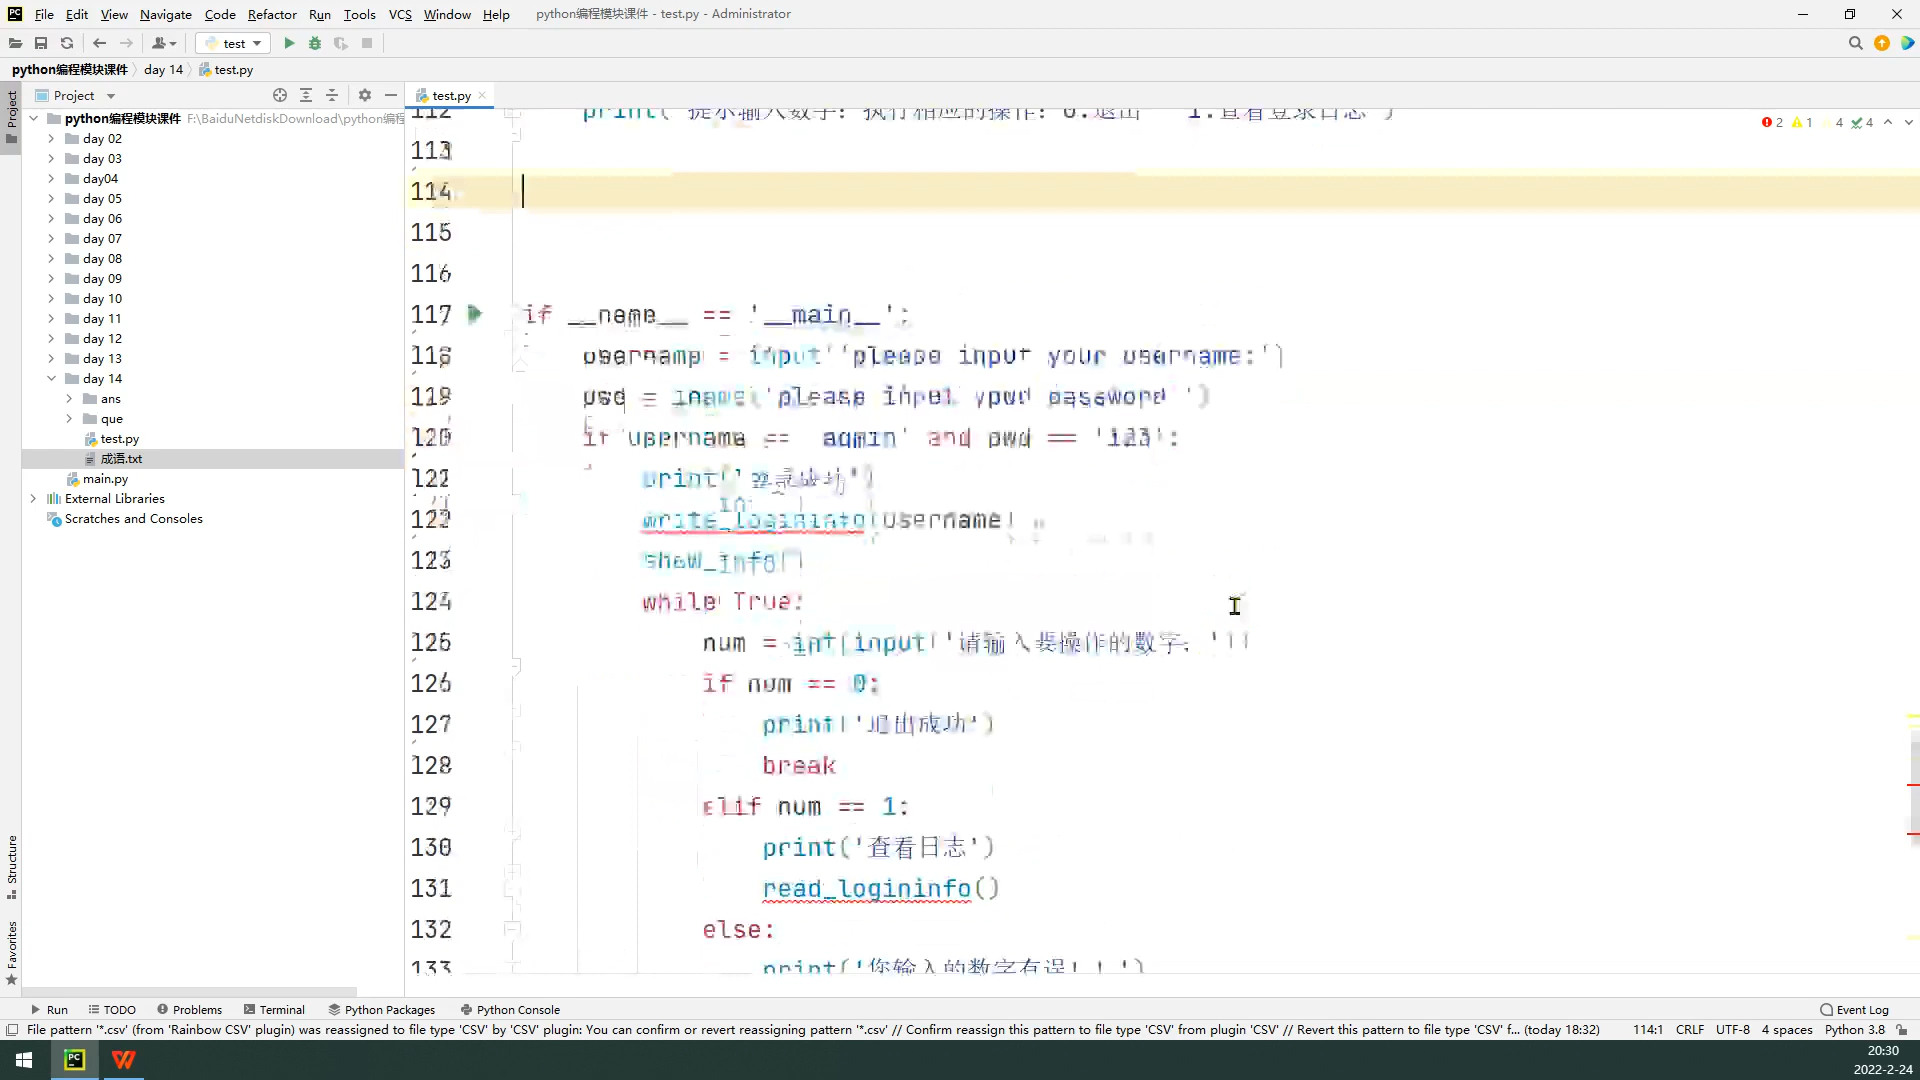 File Edit View Navigate Code Refactor Run Tools VCS Window Help python编程模块课件 - test.py - Administrator
test
python编程模块课件 day 14 test.py
Project
Project
test.py
python编程模块课件 F:\BaiduNetdiskDownload\python编程
day 02
day 03
day04
day 05
day 06
day 07
day 08
day 09
day 10
day 11
day 12
day 13
day 14
ans
que
test.py
成语.txt
main.py
External Libraries
Scratches and Consoles
2 1 4 4
112 print('提示输入数字：执行相应的操作：0.退出 1.查看登录日志')
113
114
115
116
117 if __name__ == '__main__':
118 username = input('please input your username:')
119 pwd = input('please input your password')
120 if username == 'admin' and pwd == '123':
121 print('登录成功')
122 write_logininfo(username)
123 show_info()
124 while True:
125 num = int(input('请输入要操作的数字：'))
126 if num == 0:
127 print('退出成功')
128 break
129 elif num == 1:
130 print('查看日志')
131 read_logininfo()
132 else:
133 print('您输入的数字有误！！')
Structure
Favorites
Run TODO Problems Terminal Python Packages Python Console Event Log
File pattern '*.csv' (from 'Rainbow CSV' plugin) was reassigned to file type 'CSV' by 'CSV' plugin: You can confirm or revert reassigning pattern '*.csv' // Confirm reassign this pattern to file type 'CSV' from plugin 'CSV' // Revert this pattern to file type 'CSV' f... (today 18:32) 114:1 CRLF UTF-8 4 spaces Python 3.8
20:30
2022-2-24